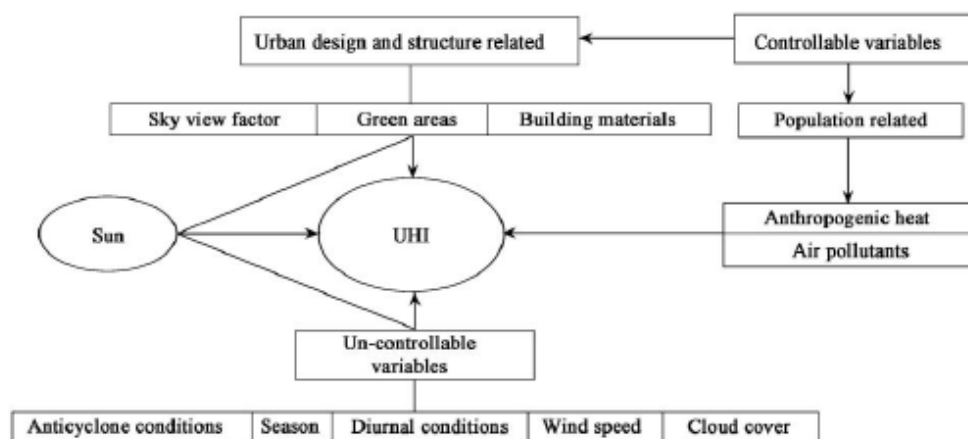 Urban design and structure related
Controllable variables
Sky view factor
Green areas
Building materials
Population related
Sun
UHI
Anthropogenic heat
Air pollutants
Un-controllable
variables
Anticyclone conditions
Season
Diurnal conditions
Wind speed
Cloud cover